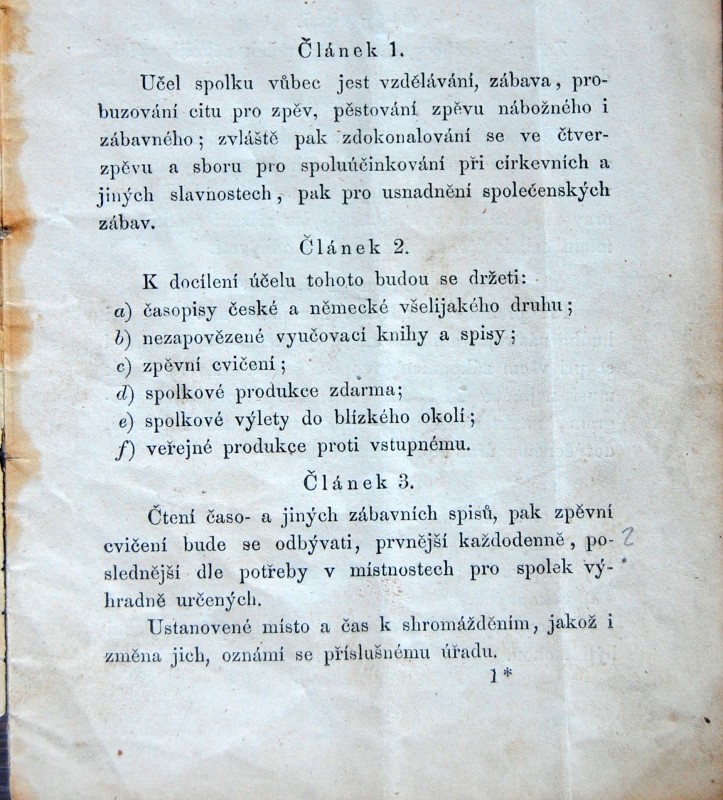 Článek 1.
Učel spolku vůbec jest vzdělávání, zábava, pro-
buzování citu pro zpěv, pěstování zpěvu nábožného i
zábavného; zvláště pak zdokonalování se ve čtver-
zpěvu a sboru pro spoluúčinkování při církevních a
jiných slavnostech, pak pro usnadnění společenských
zábav.
Článek 2.
K docílení účelu tohoto budou se držeti:
a) časopisy české a německé všelijakého druhu;
b) nezapovězené vyučovací knihy a spisy;
c) zpěvní cvičení;
d) spolkové produkce zdarma;
e) spolkové výlety do blízkého okolí;
f) veřejné produkce proti vstupnému.
Článek 3.
Čtení časo- a jiných zábavních spisů, pak zpěvní
cvičení bude se odbývati, prvnější každodenně, po- 2
slednější dle potřeby v místnostech pro spolek vý-
hradně určených.
Ustanovené místo a čas k shromážděním, jakož i
změna jich, oznámí se příslušnému úřadu.
1*